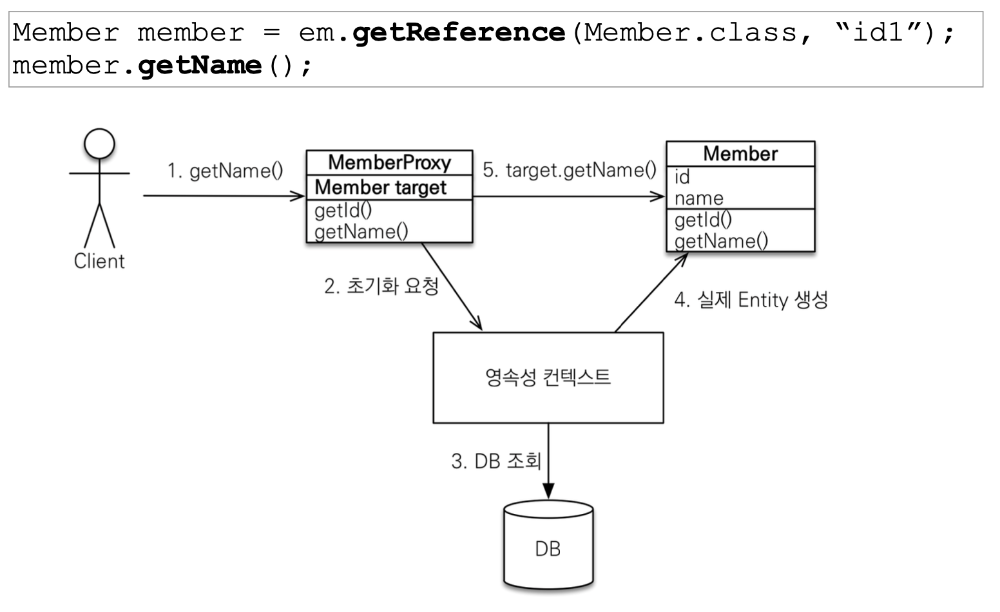 Member member = em.getReference(Member.class, “id1”);
member.getName();
1. getName()
MemberProxy
Member target
getId()
getName()
5. target.getName()
Member
id
name
getId()
getName()
Client
2. 초기화 요청
4. 실제 Entity 생성
영속성 컨텍스트
3. DB 조회
DB